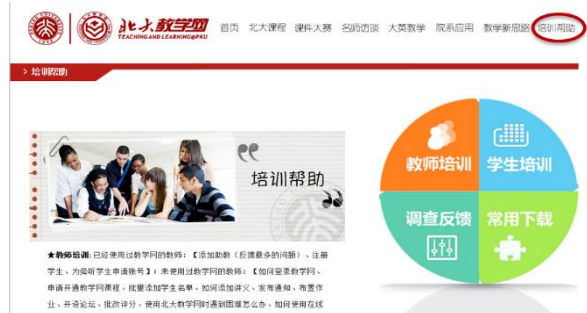 北大教学网
TEACHING AND LEARNING@PKU
首页 北大课程 课件大赛 名师访谈 大英教学 院系应用 教学新思路 培训帮助
> 培训帮助
培训帮助
教师培训
学生培训
调查反馈
常用下载
★教师培训:已经使用过教学网的教师:【添加助教(反馈最多的问题)、注册
学生、为旁听学生申请账号】;未使用过教学网的教师:【如何登录教学网、
申请开通教学网课程、批量添加学生名单、如何添加讲义、发布通知、布置作
业、开设论坛、批改评分、使用北大教学网时遇到困难怎么办、如何使用在线